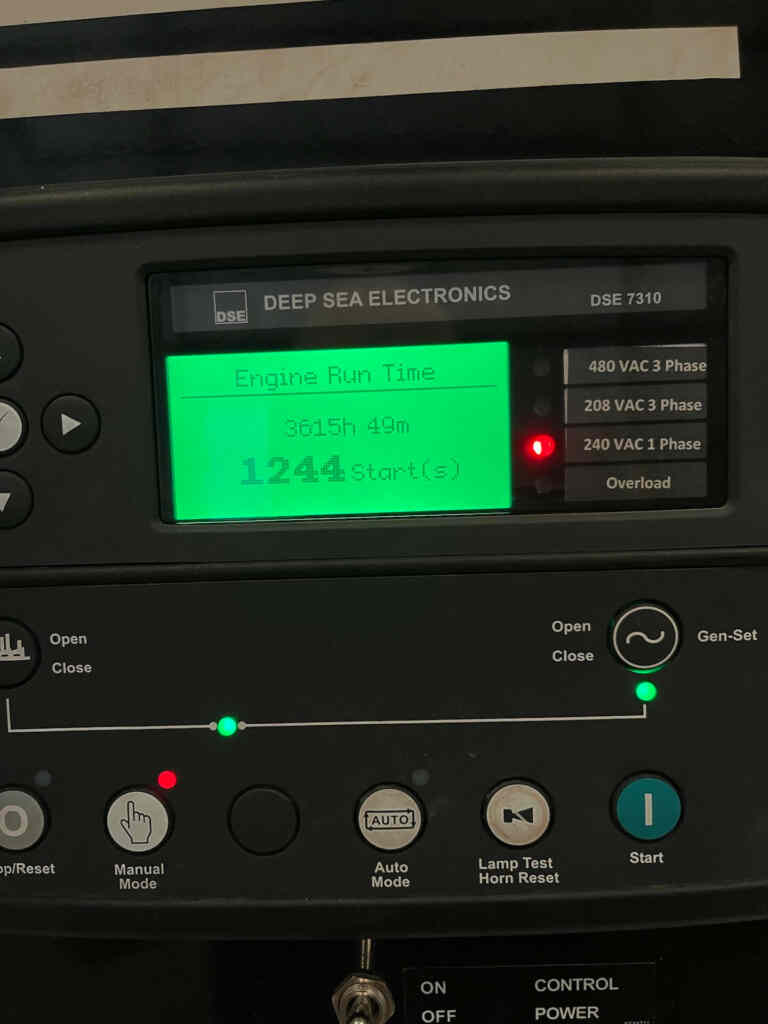 DSE
DEEP SEA ELECTRONICS
DSE 7310
Engine Run Time
3615h 49m
1244 Start(s)
480 VAC 3 Phase
208 VAC 3 Phase
240 VAC 1 Phase
Overload
Open
Close
Open
Close
Gen-Set
O
AUTO
I
op/Reset
Manual
Mode
Auto
Mode
Lamp Test
Horn Reset
Start
ON
OFF
CONTROL
POWER